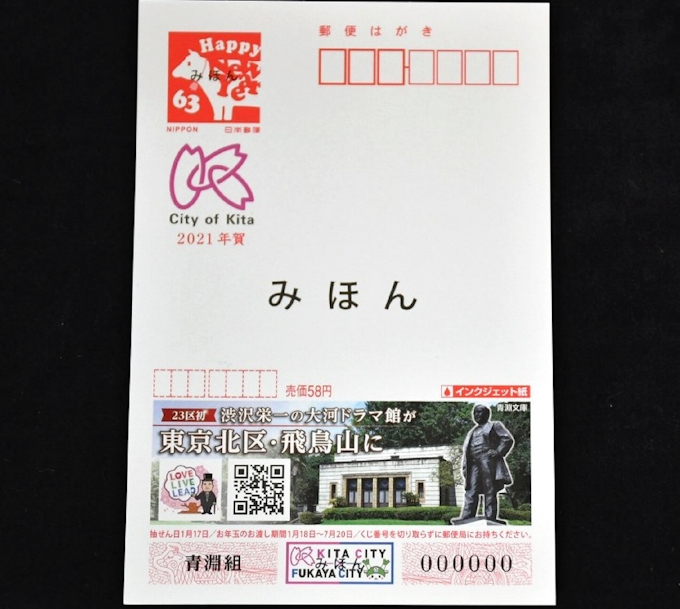 郵便はがき
Happy
New
Year
みほん
63
NIPPON 日本郵便
City of Kita
2021年賀
みほん
売価58円
インクジェット紙
23区初 渋沢栄一の大河ドラマ館が
青淵文庫
東京北区・飛鳥山に
LOVE
LIVE
LEAD
抽せん日1月17日/お年玉のお渡し期間1月18日~7月20日/くじ番号を切り取らずに郵便局にお持ちください。
青淵組
KITA CITY
みほん
FUKAYA CITY
000000